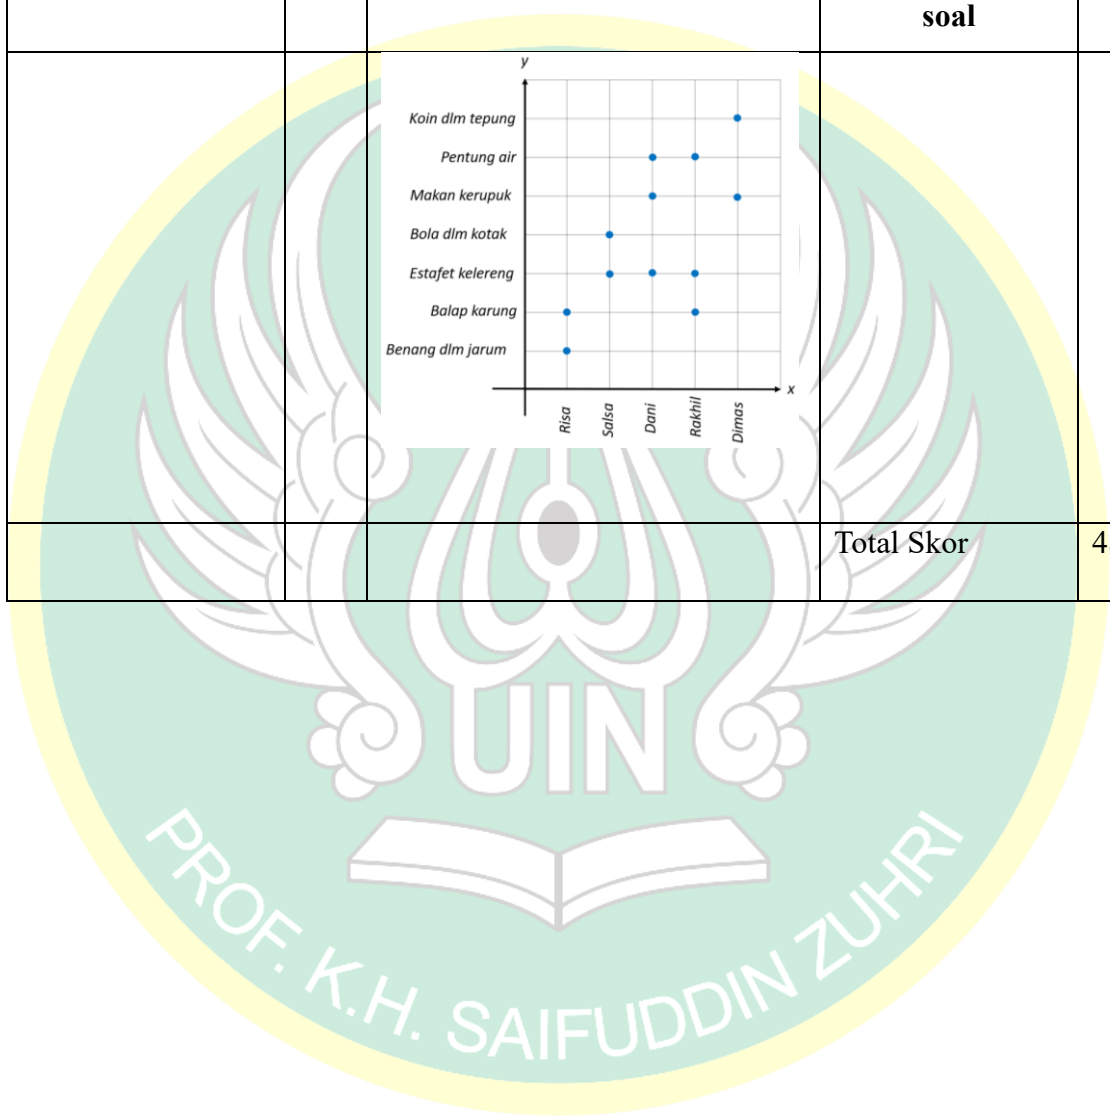 soal
y
Koin dlm tepung
Pentung air
Makan kerupuk
Bola dlm kotak
Estafet kelereng
Balap karung
Benang dlm jarum
x
Risa
Salsa
Dani
Rakhil
Dimas
Total Skor
UIN
PROF. K.H. SAIFUDDIN ZUHRI